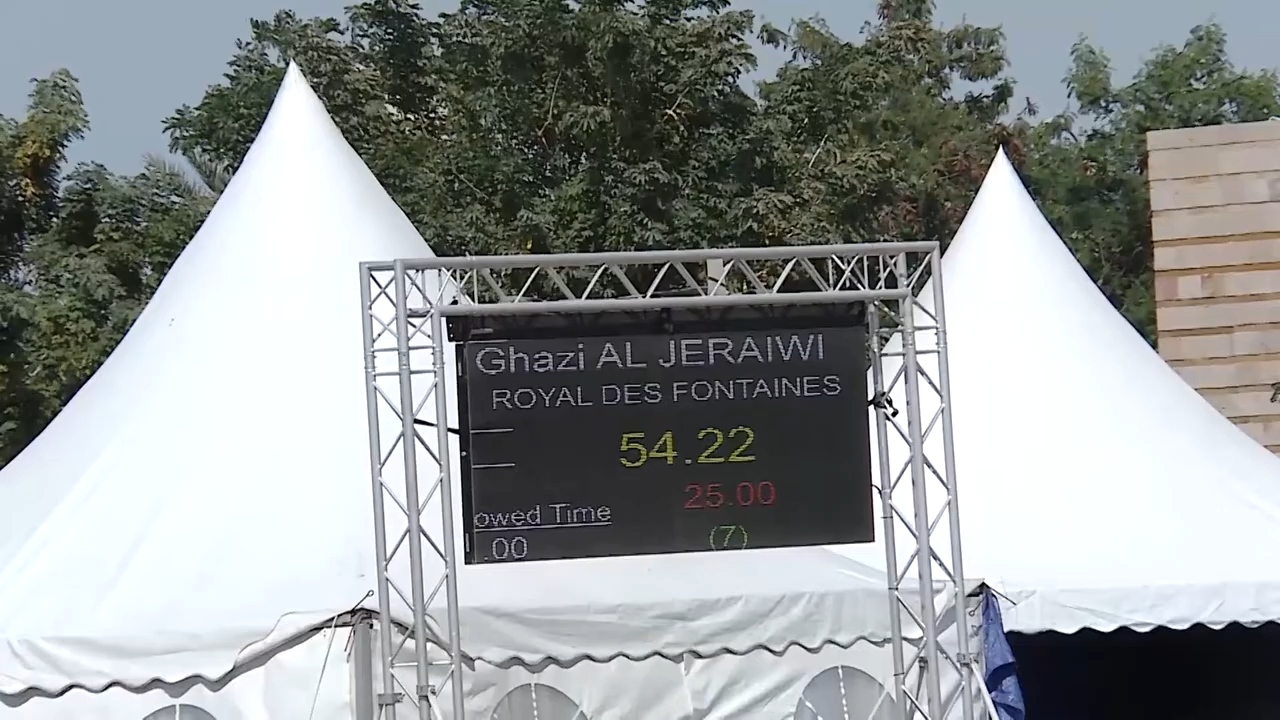 Ghazi AL JERAIWI
ROYAL DES FONTAINES
54.22
25.00
owed Time
.00
(7)